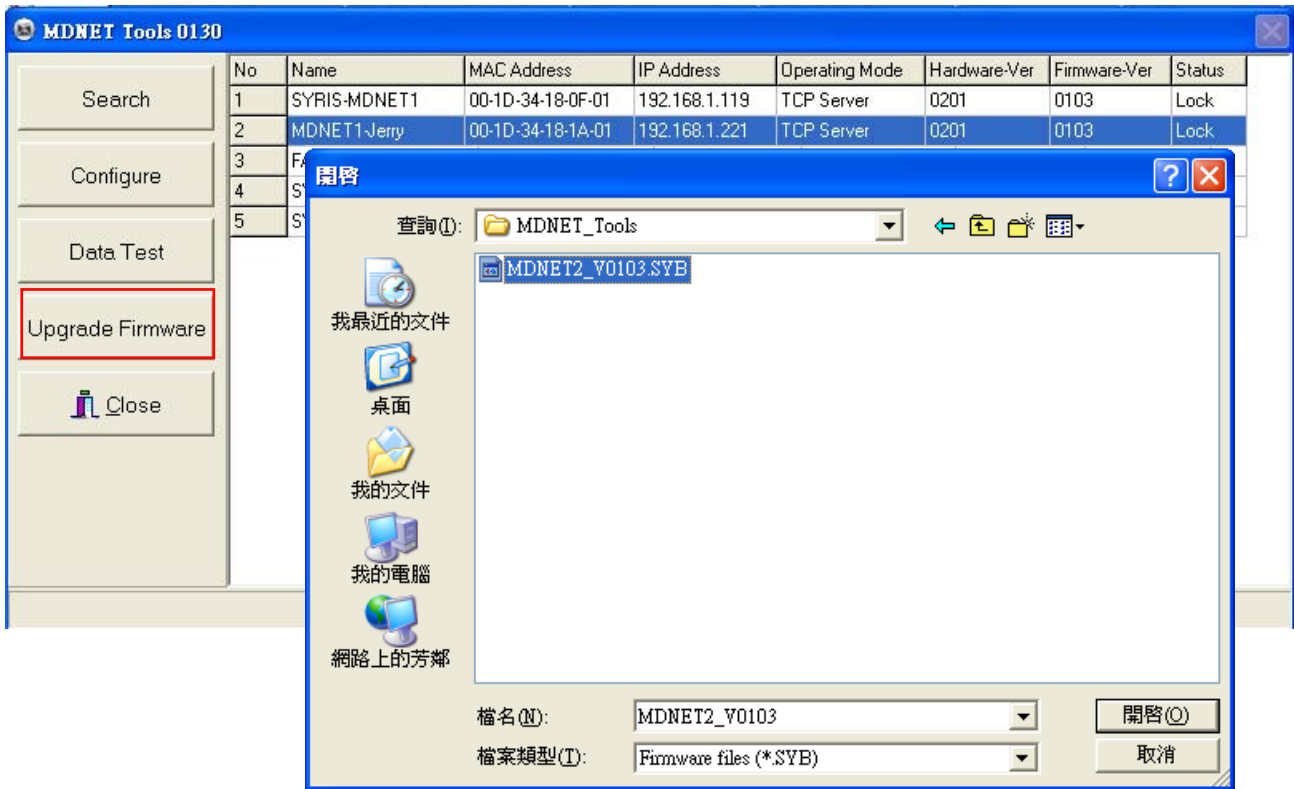 MDNET Tools 0130
Search
Configure
Data Test
Upgrade Firmware
Close
No Name MAC Address IP Address Operating Mode Hardware-Ver Firmware-Ver Status
1 SYRIS-MDNET1 00-1D-34-18-0F-01 192.168.1.119 TCP Server 0201 0103 Lock
2 MDNET1-Jerry 00-1D-34-18-1A-01 192.168.1.221 TCP Server 0201 0103 Lock
3
4
5
開啓
查詢(I): MDNET_Tools
MDNET2_V0103.SYB
我最近的文件
桌面
我的文件
我的電腦
網路上的芳鄰
檔名(N): MDNET2_V0103 開啓(O)
檔案類型(T): Firmware files (*.SYB) 取消